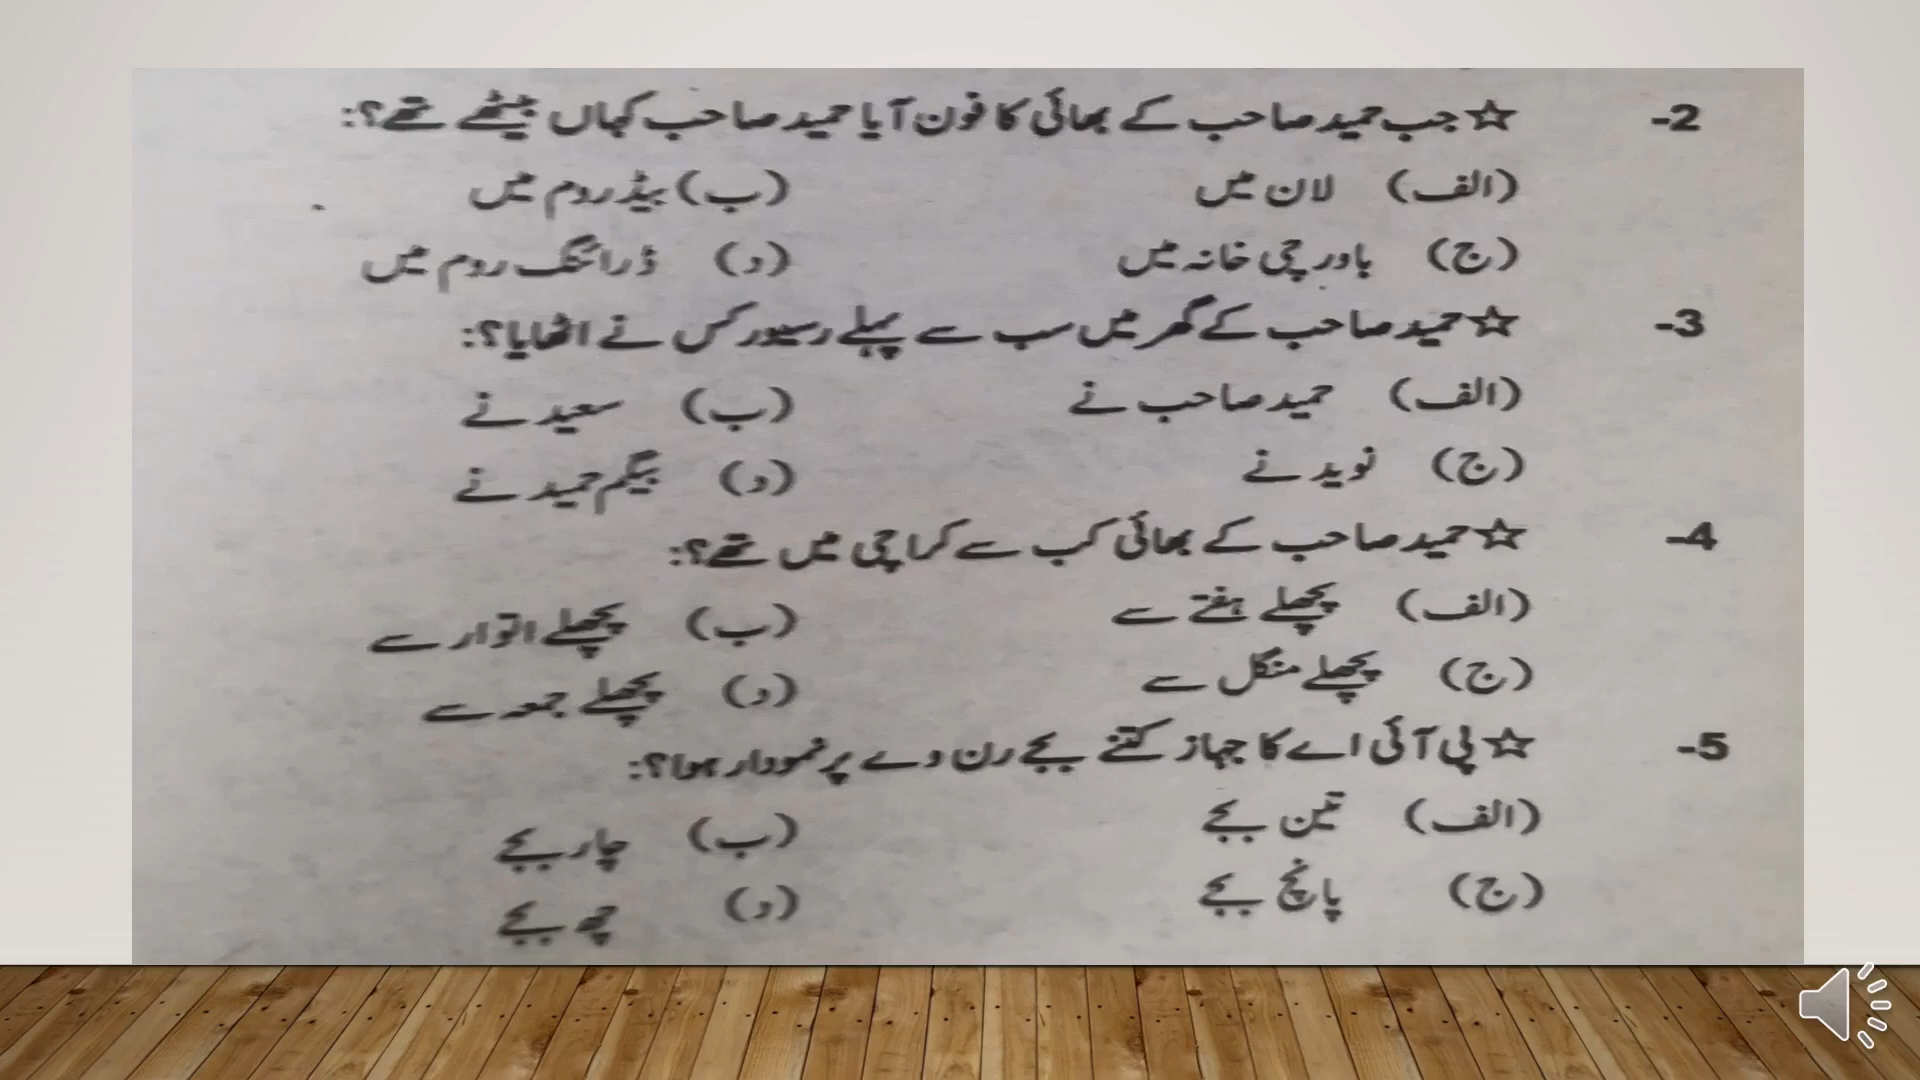 2- ☆ جب حمید صاحب کے بھائی کا فون آیا حمید صاحب کہاں بیٹھے تھے؟:
(الف) لان میں (ب) بیڈ روم میں
(ج) باورچی خانہ میں (د) ڈرائنگ روم میں
3- ☆ حمید صاحب کے گھر میں سب سے پہلے رسیور کس نے اٹھایا؟:
(الف) حمید صاحب نے (ب) سعید نے
(ج) نوید نے (د) بیگم حمید نے
4- ☆ حمید صاحب کے بھائی کب سے کراچی میں تھے؟:
(الف) پچھلے ہفتے سے (ب) پچھلے اتوار سے
(ج) پچھلے منگل سے (د) پچھلے جمعہ سے
5- ☆ پی آئی اے کا جہاز کتنے بجے رن وے پر نمودار ہوا؟:
(الف) تین بجے (ب) چار بجے
(ج) پانچ بجے (د) چھ بجے